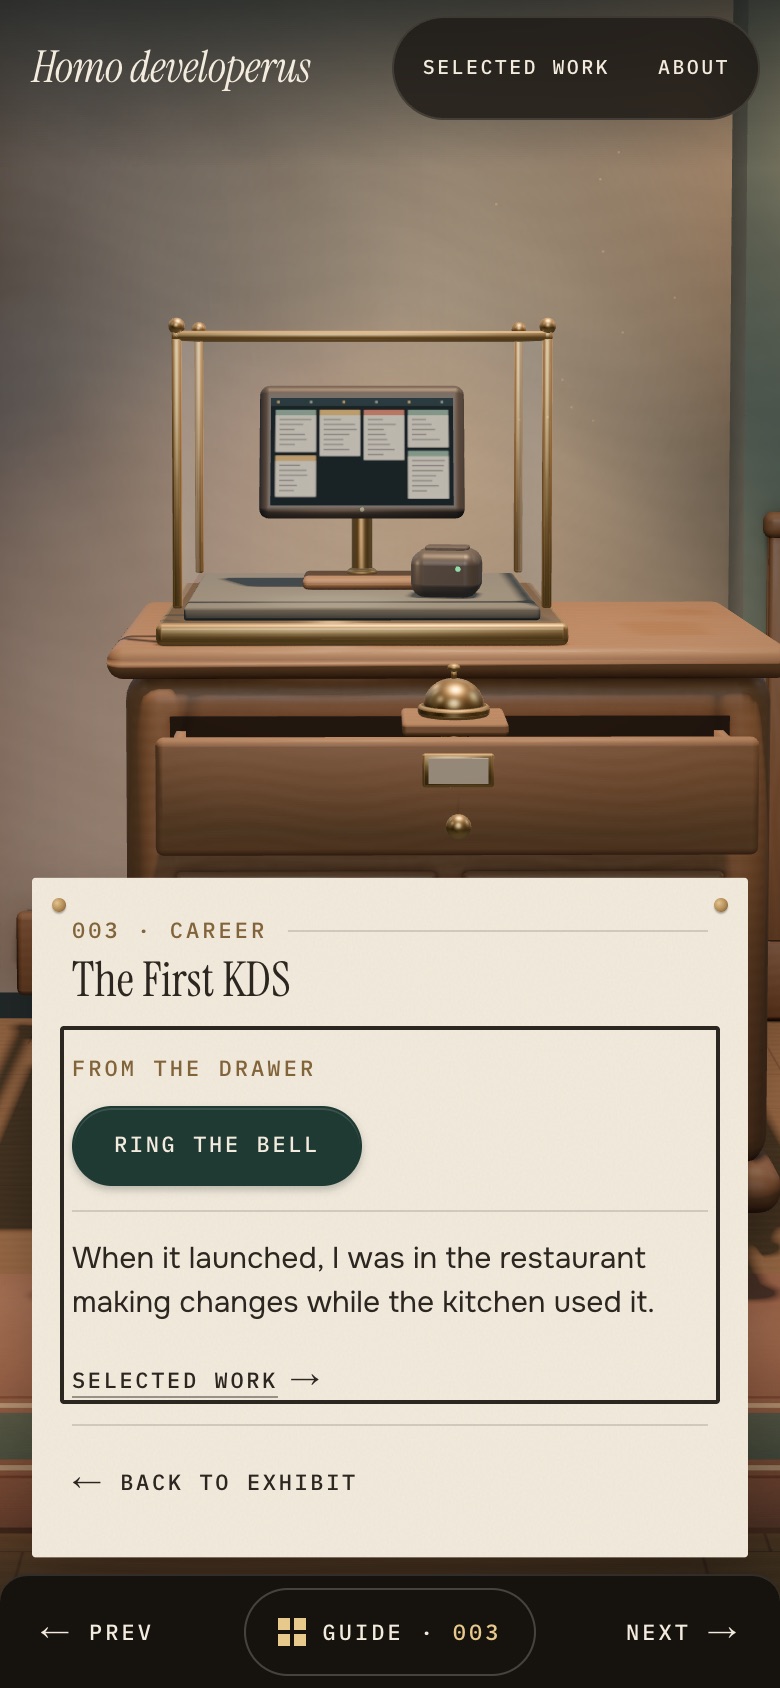 Homo developerus
SELECTED WORK ABOUT
003 · CAREER
The First KDS
FROM THE DRAWER
RING THE BELL
When it launched, I was in the restaurant
making changes while the kitchen used it.
SELECTED WORK →
← BACK TO EXHIBIT
← PREV
GUIDE · 003
NEXT →